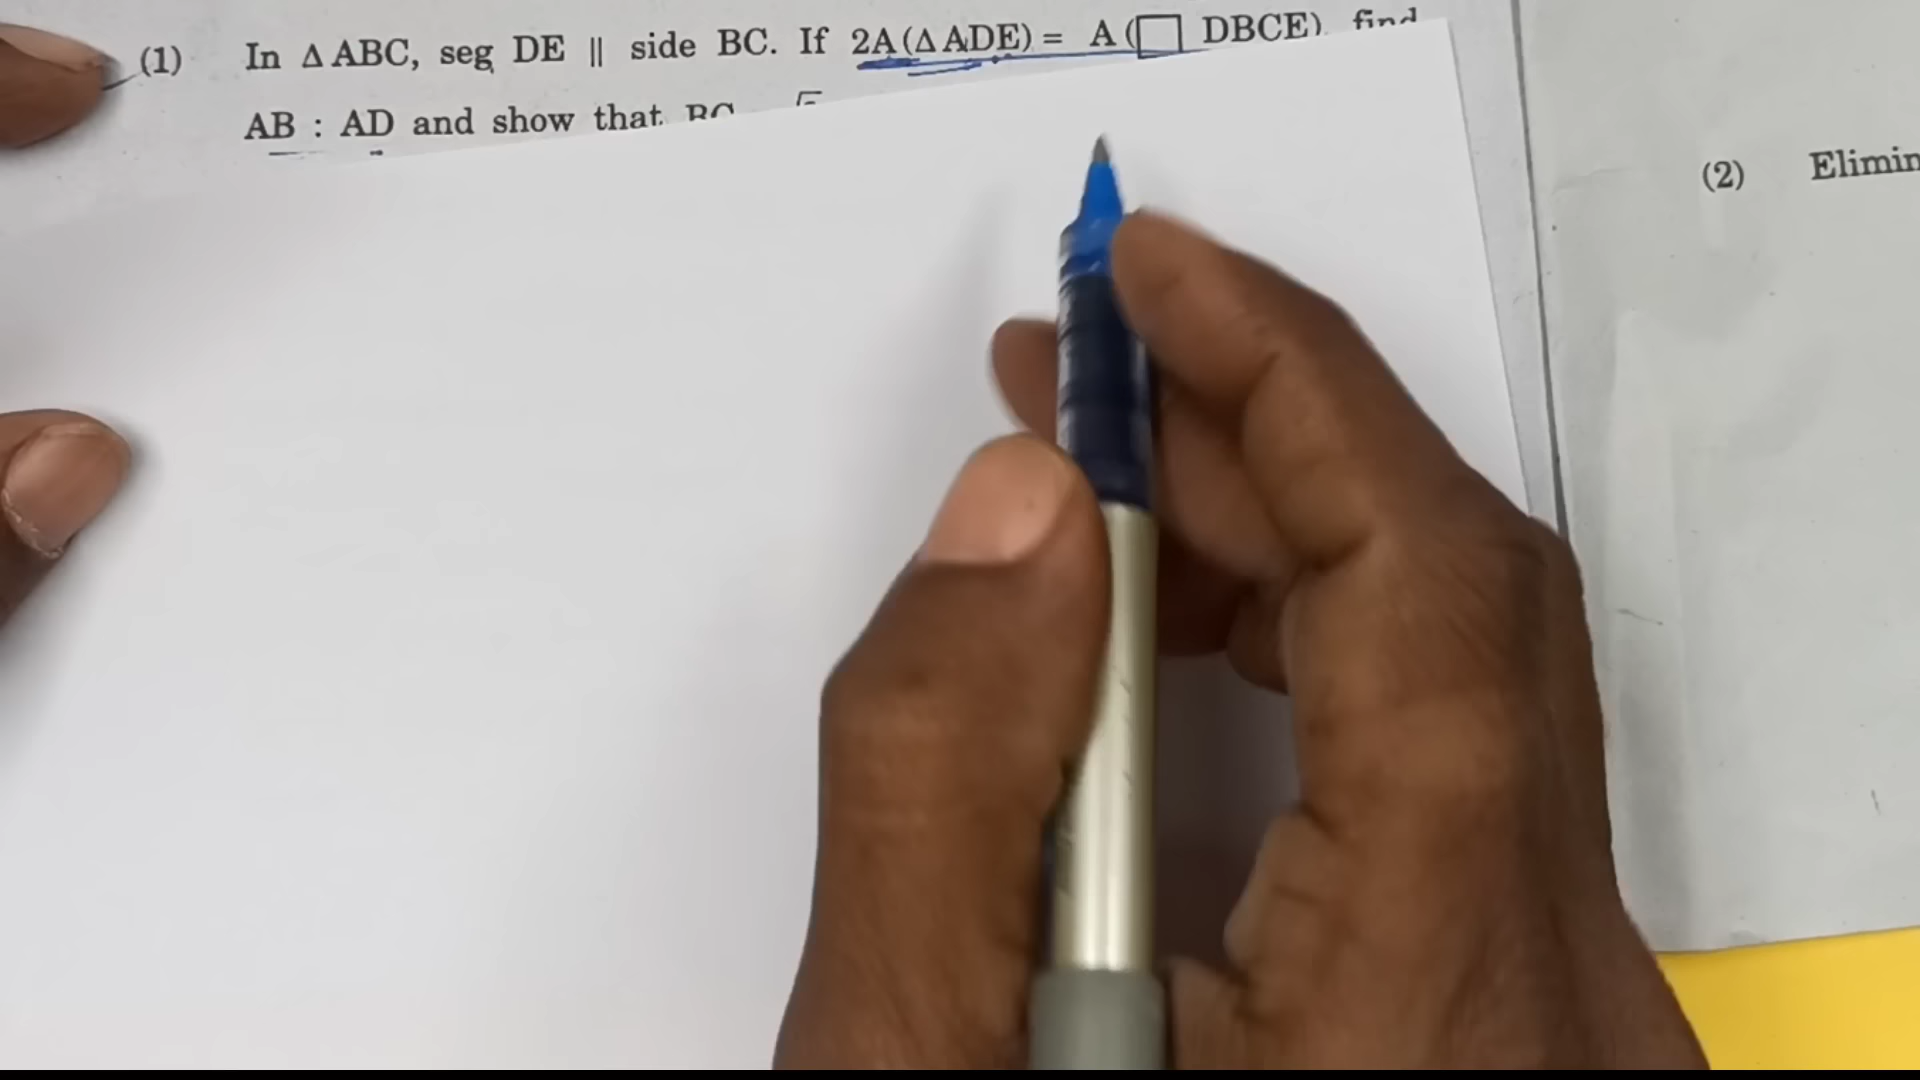 (1) In Δ ABC, seg DE || side BC. If 2A(Δ ADE) = A(□ DBCE), find
AB : AD and show that BC
(2) Elimin